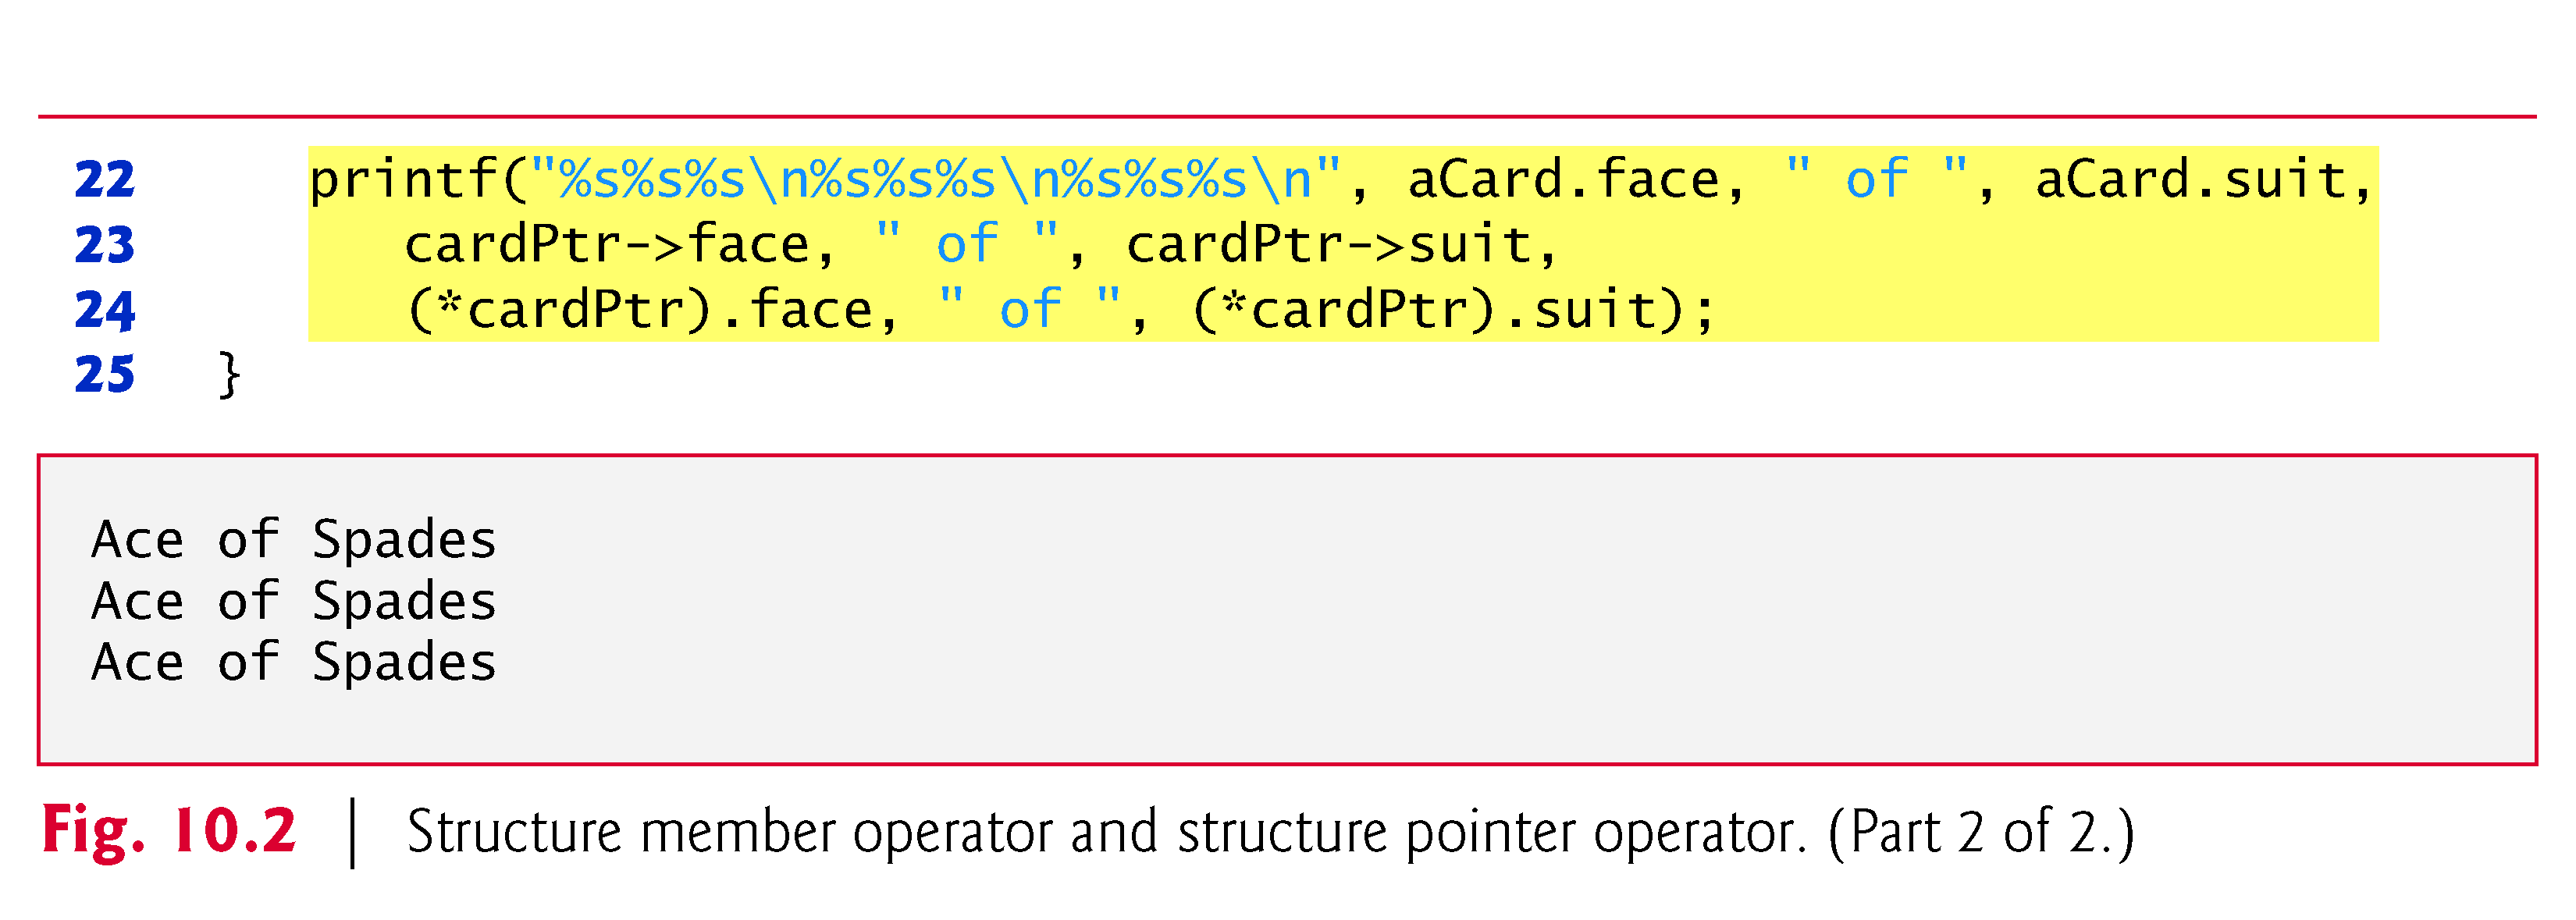 22 printf("%s%s%s\n%s%s%s\n%s%s%s\n", aCard.face, " of ", aCard.suit,
23 cardPtr->face, " of ", cardPtr->suit,
24 (*cardPtr).face, " of ", (*cardPtr).suit);
25 }
Ace of Spades
Ace of Spades
Ace of Spades
Fig. 10.2 | Structure member operator and structure pointer operator. (Part 2 of 2.)